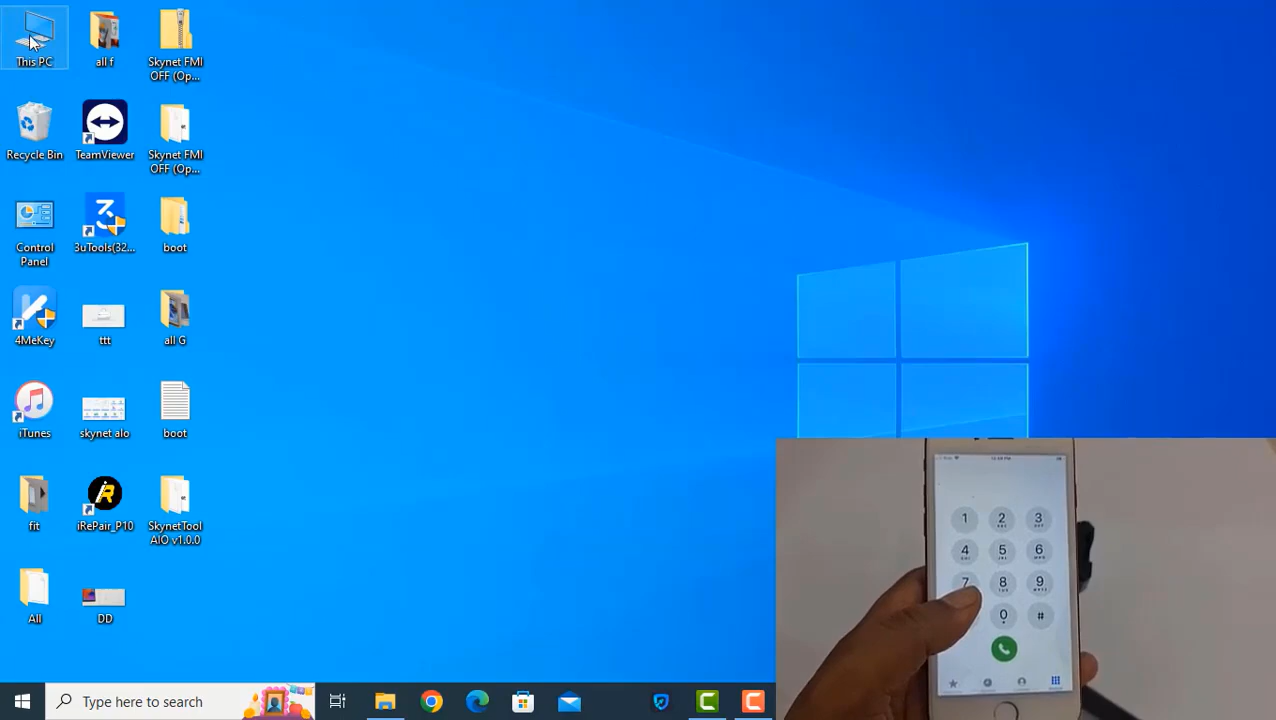 This PC
all f
Skynet FMI
OFF (Op...
Recycle Bin
TeamViewer
Skynet FMI
OFF (Op...
Control
Panel
3uTools(32...
boot
4MeKey
ttt
all G
iTunes
skynet alo
boot
fit
iRePair_P10
SkynetTool
AIO v1.0.0
All
DD
Type here to search
1 2 3
4 5 6
7 8 9
0 #